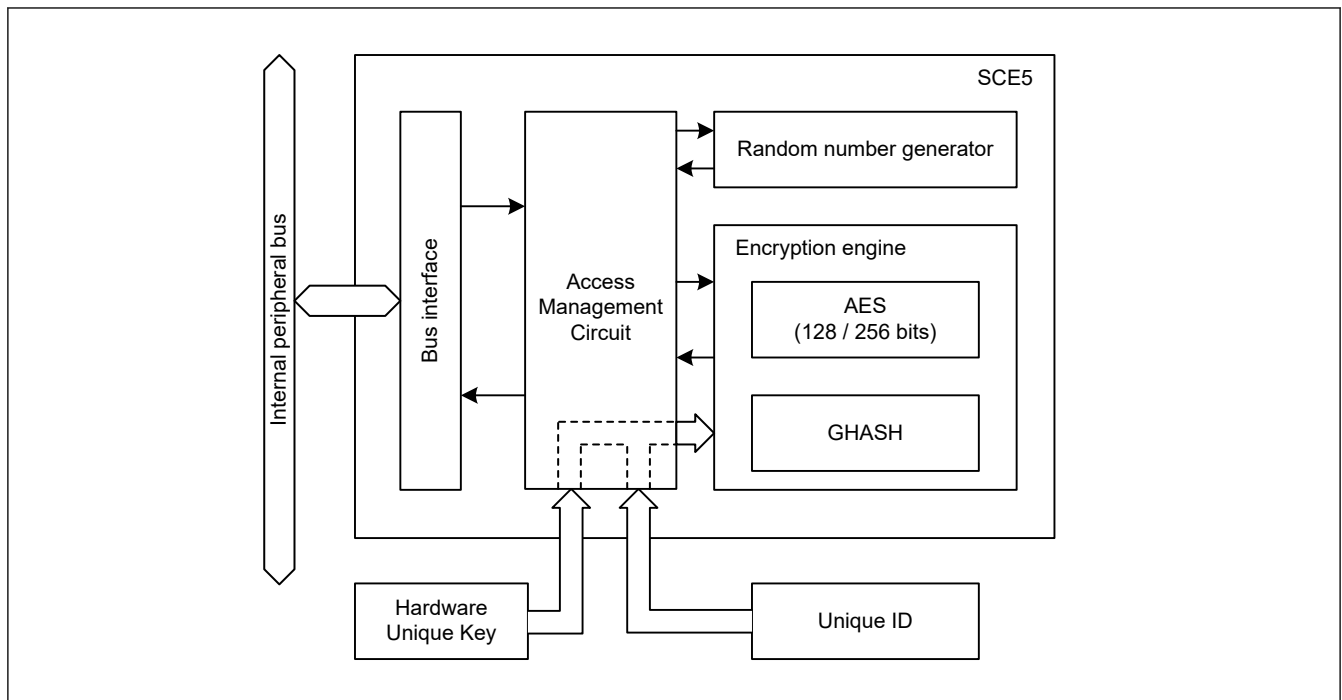 SCE5
Internal peripheral bus
Bus interface
Access
Management
Circuit
Random number generator
Encryption engine
AES
(128 / 256 bits)
GHASH
Hardware
Unique Key
Unique ID